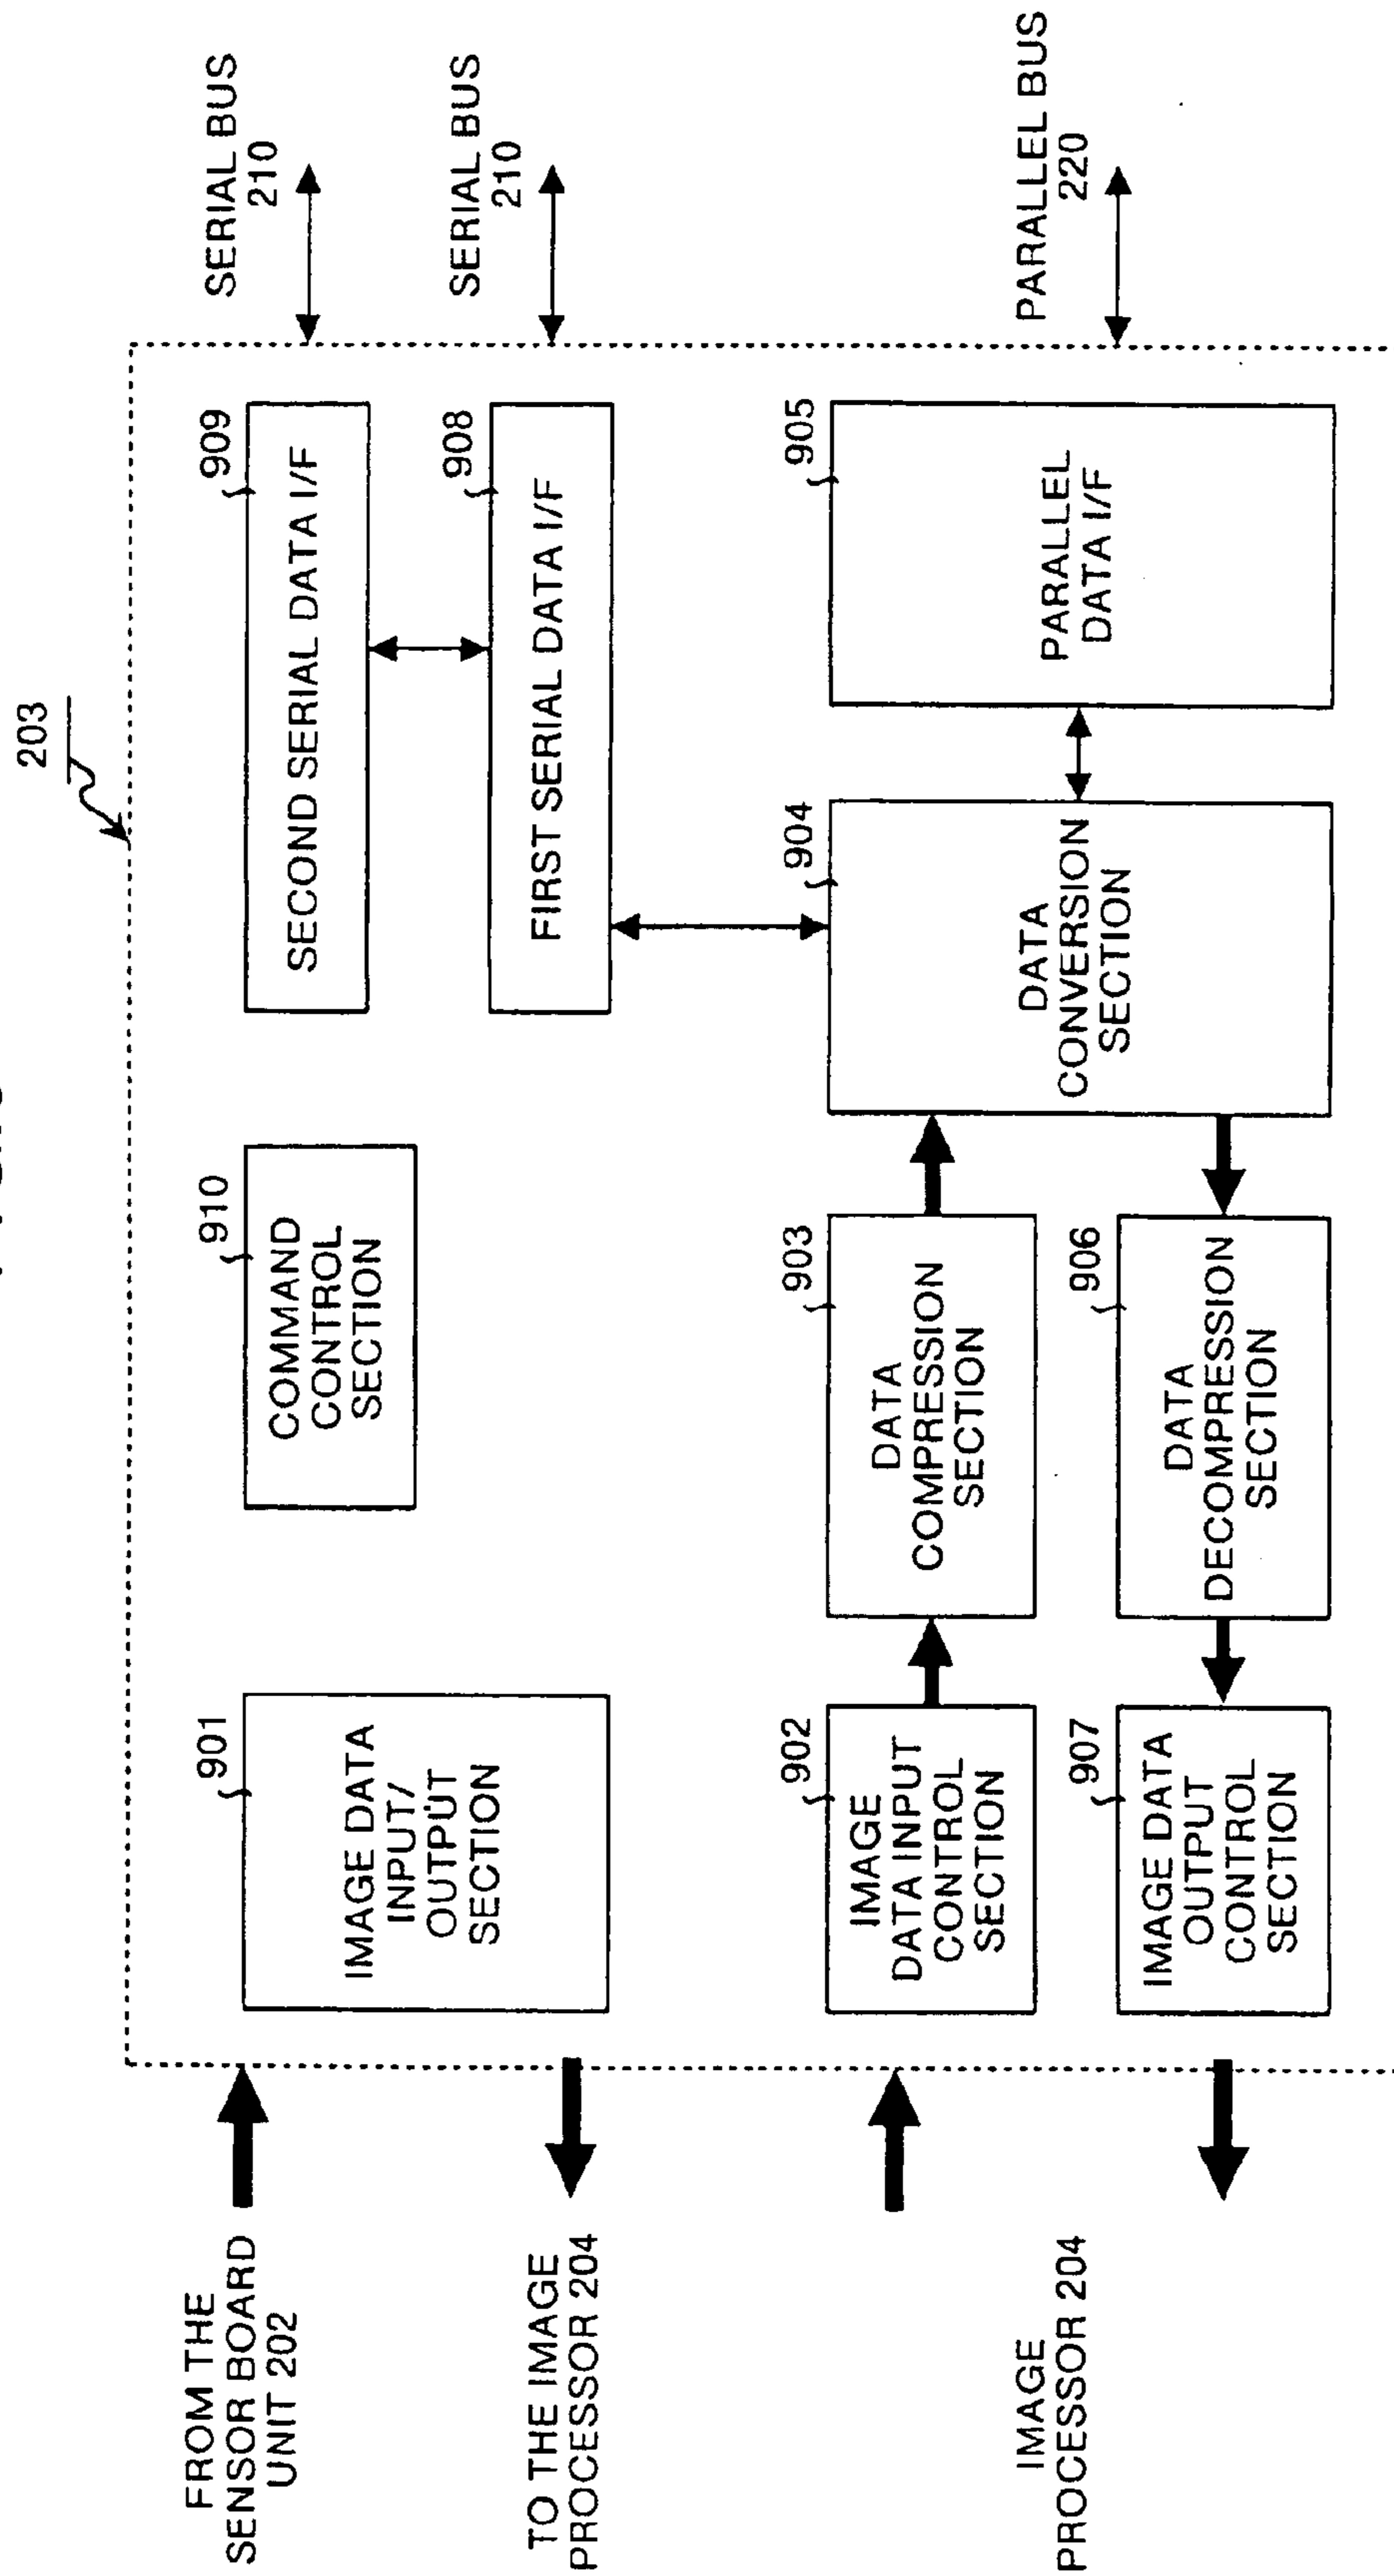 203
FROM THE
SENSOR BOARD
UNIT 202
901
IMAGE DATA
INPUT/
OUTPUT
SECTION
910
COMMAND
CONTROL
SECTION
909
SECOND SERIAL DATA I/F
SERIAL BUS
210
TO THE IMAGE
PROCESSOR 204
908
FIRST SERIAL DATA I/F
SERIAL BUS
210
IMAGE
PROCESSOR 204
902
IMAGE
DATA INPUT
CONTROL
SECTION
903
DATA
COMPRESSION
SECTION
904
DATA
CONVERSION
SECTION
905
PARALLEL
DATA I/F
PARALLEL BUS
220
907
IMAGE DATA
OUTPUT
CONTROL
SECTION
906
DATA
DECOMPRESSION
SECTION